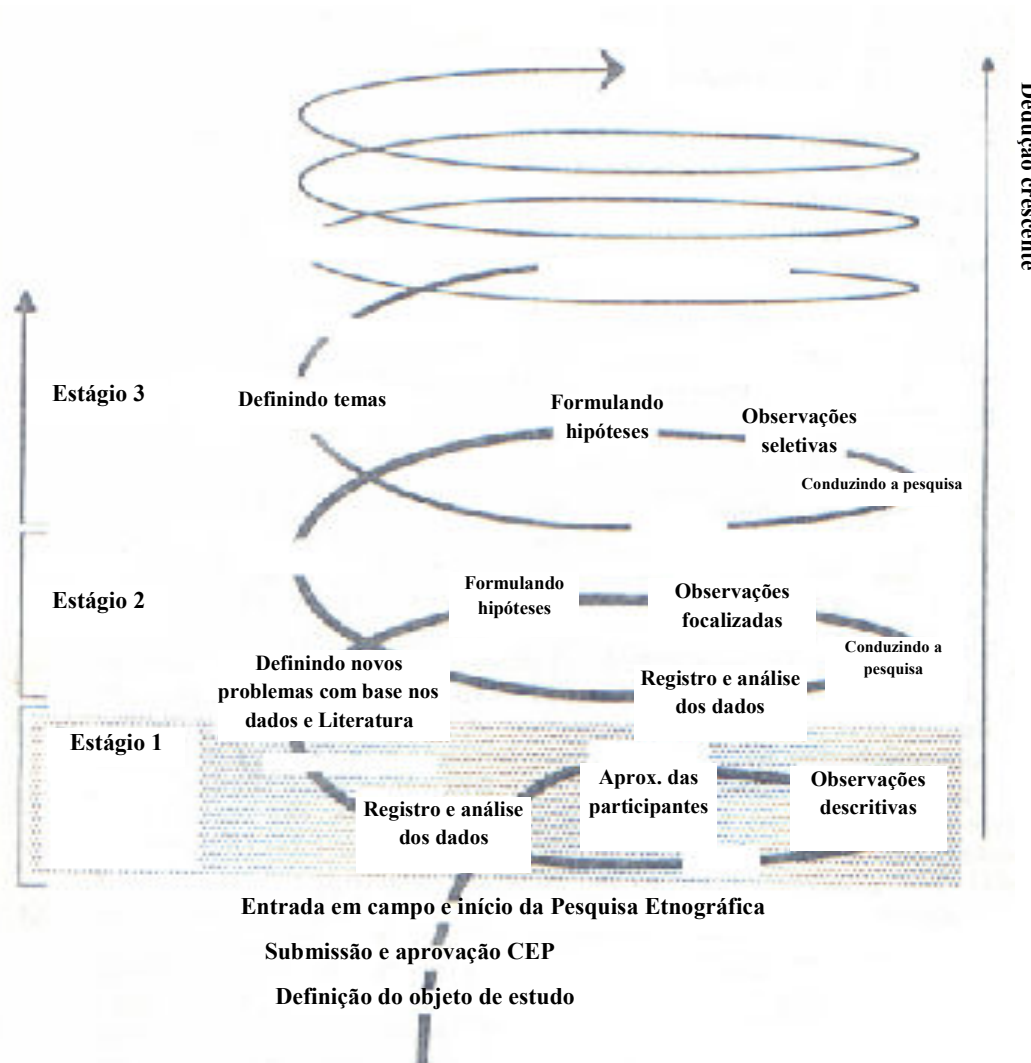 Dedução crescente
Estágio 3
Definindo temas
Formulando
hipóteses
Observações
seletivas
Conduzindo a pesquisa
Estágio 2
Formulando
hipóteses
Observações
focalizadas
Conduzindo a
pesquisa
Definindo novos
problemas com base nos
dados e Literatura
Registro e análise
dos dados
Estágio 1
Aprox. das
participantes
Observações
descritivas
Registro e análise
dos dados
Entrada em campo e início da Pesquisa Etnográfica
Submissão e aprovação CEP
Definição do objeto de estudo